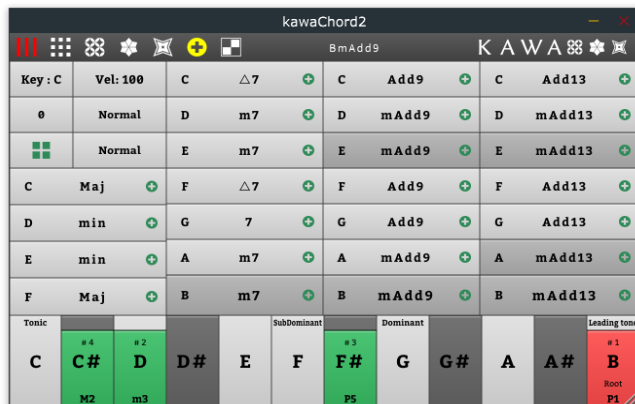 kawaChord2
BmAdd9 KAWA
Key : C Vel: 100 C △7 C Add9 C Add13
0 Normal D m7 D mAdd9 D mAdd13
Normal E m7 E mAdd9 E mAdd13
C Maj F △7 F Add9 F Add13
D min G 7 G Add9 G Add13
E min A m7 A mAdd9 A mAdd13
F Maj B m7 B mAdd9 B mAdd13
Tonic SubDominant Dominant Leading tone
# 4 # 2 # 3 # 1
C C# D D# E F F# G G# A A# B
Root
M2 m3 P5 P1